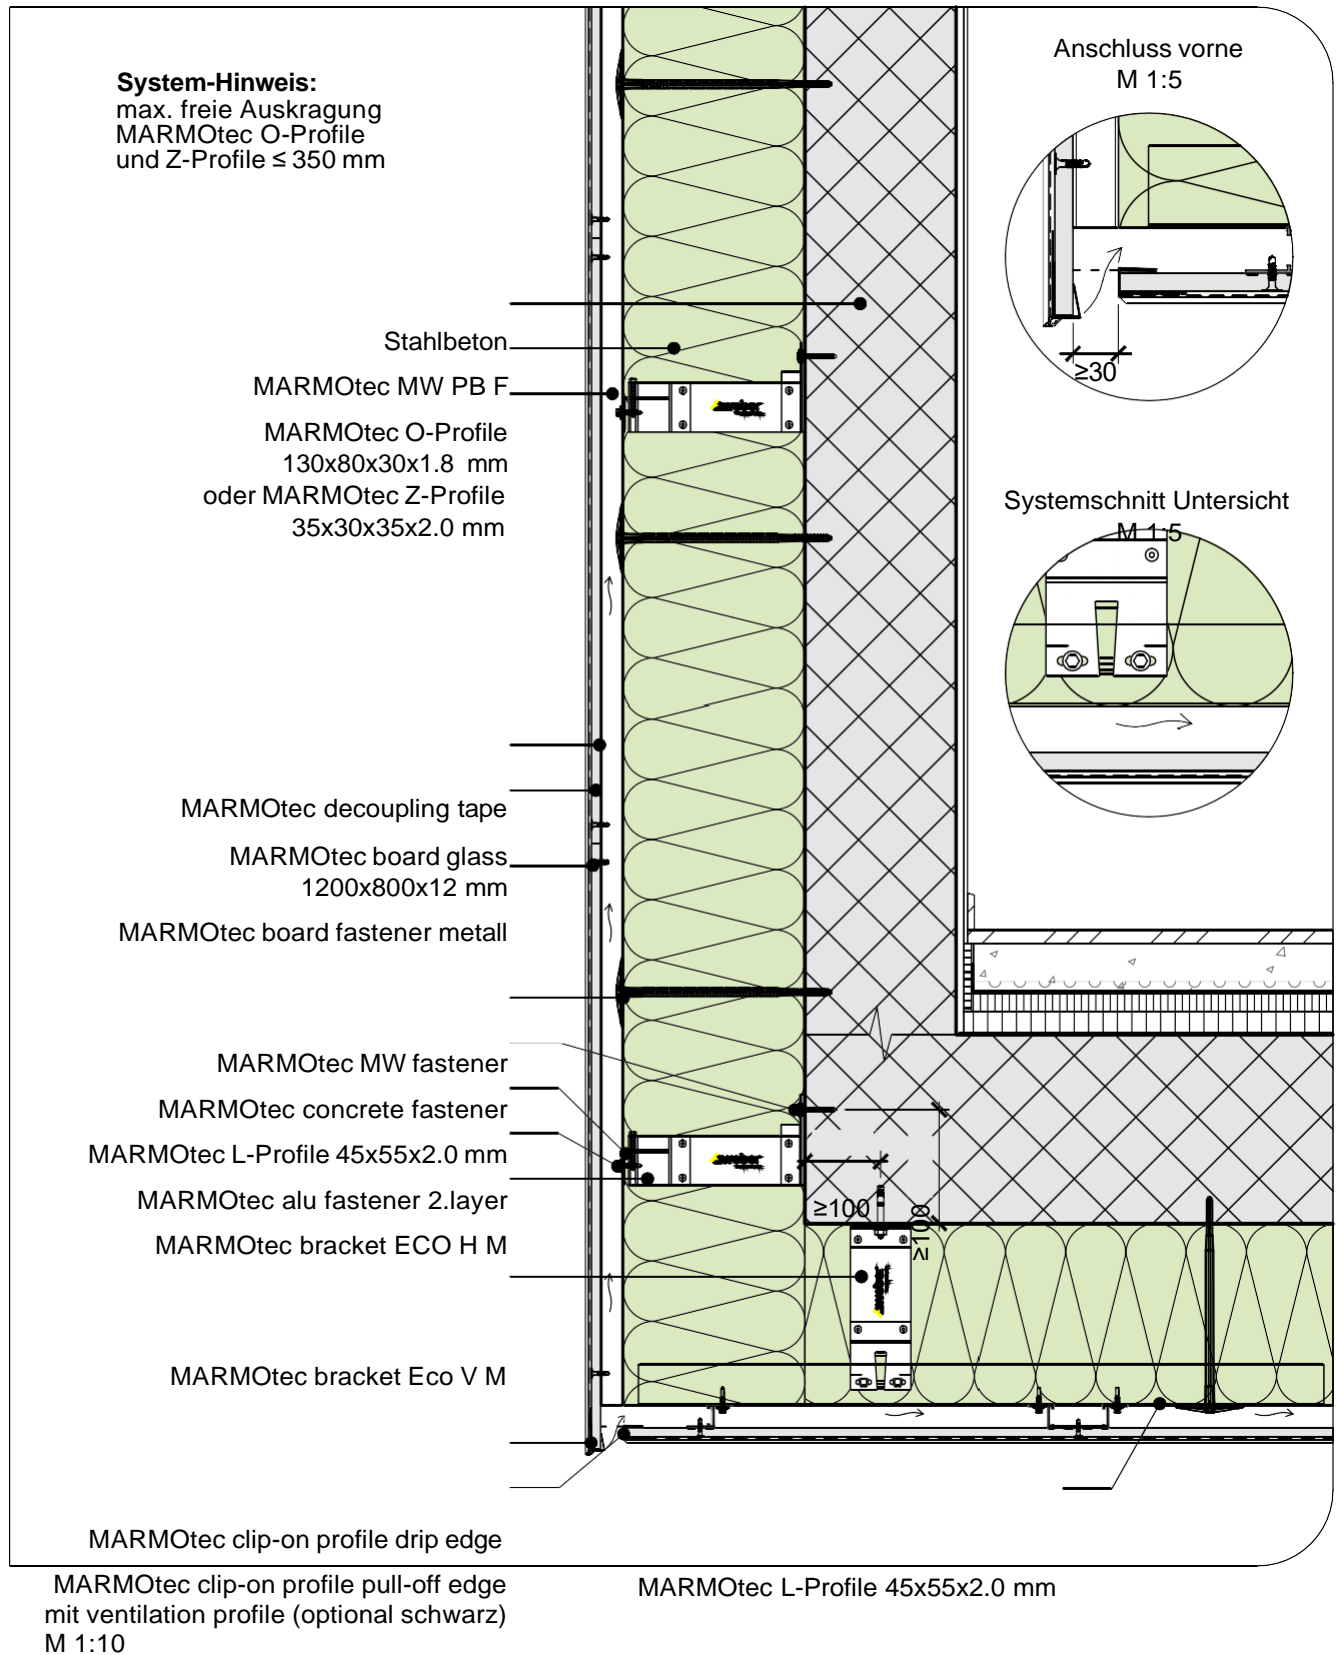 System-Hinweis:
max. freie Auskragung
MARMOtec O-Profile
und Z-Profile ≤ 350 mm
Anschluss vorne
M 1:5
≥30
Stahlbeton
MARMOtec MW PB F
MARMOtec O-Profile
130x80x30x1.8 mm
oder MARMOtec Z-Profile
35x30x35x2.0 mm
Systemschnitt Untersicht
M 1:5
MARMOtec decoupling tape
MARMOtec board glass
1200x800x12 mm
MARMOtec board fastener metall
MARMOtec MW fastener
MARMOtec concrete fastener
MARMOtec L-Profile 45x55x2.0 mm
MARMOtec alu fastener 2.layer
MARMOtec bracket ECO H M
≥100
≥100
MARMOtec bracket Eco V M
MARMOtec clip-on profile drip edge
MARMOtec clip-on profile pull-off edge
mit ventilation profile (optional schwarz)
M 1:10
MARMOtec L-Profile 45x55x2.0 mm